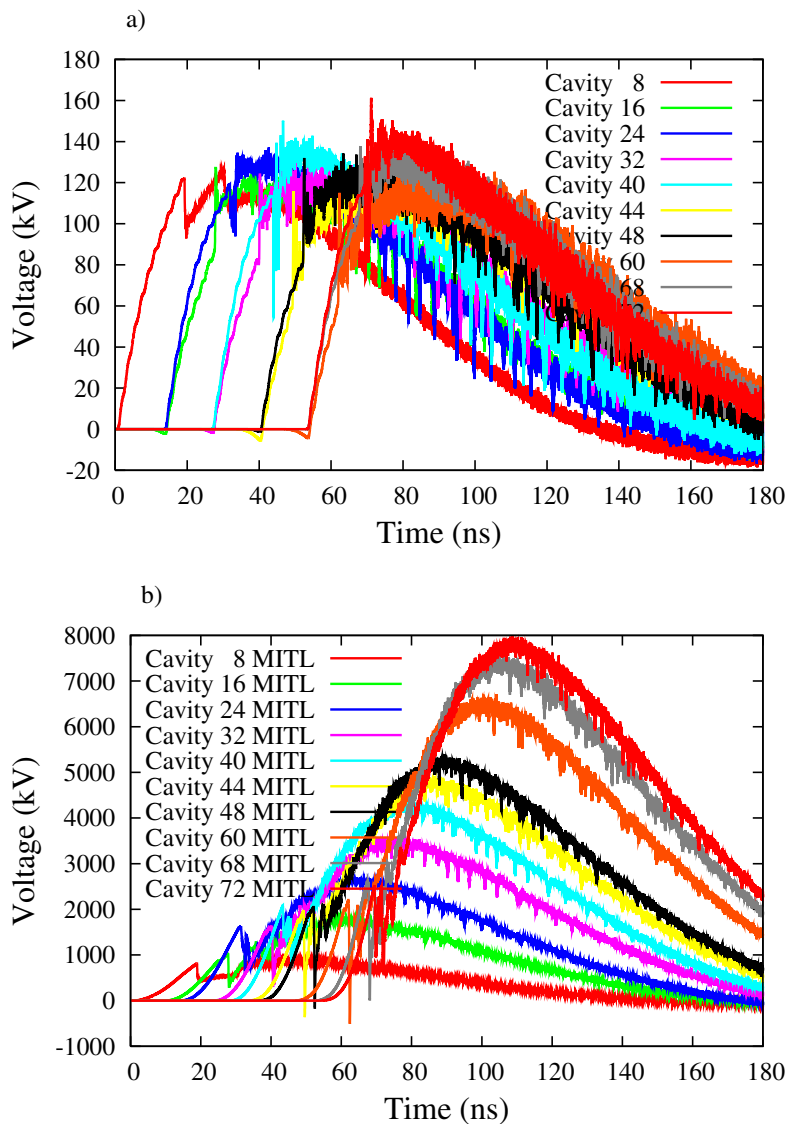 a)
180
160
140
120
100
80
60
40
20
0
-20
Voltage (kV)
Cavity 8
Cavity 16
Cavity 24
Cavity 32
Cavity 40
Cavity 44
48
60
68
0 20 40 60 80 100 120 140 160 180
Time (ns)
b)
8000
7000
6000
5000
4000
3000
2000
1000
0
-1000
Voltage (kV)
Cavity 8 MITL
Cavity 16 MITL
Cavity 24 MITL
Cavity 32 MITL
Cavity 40 MITL
Cavity 44 MITL
Cavity 48 MITL
Cavity 60 MITL
Cavity 68 MITL
Cavity 72 MITL
0 20 40 60 80 100 120 140 160 180
Time (ns)